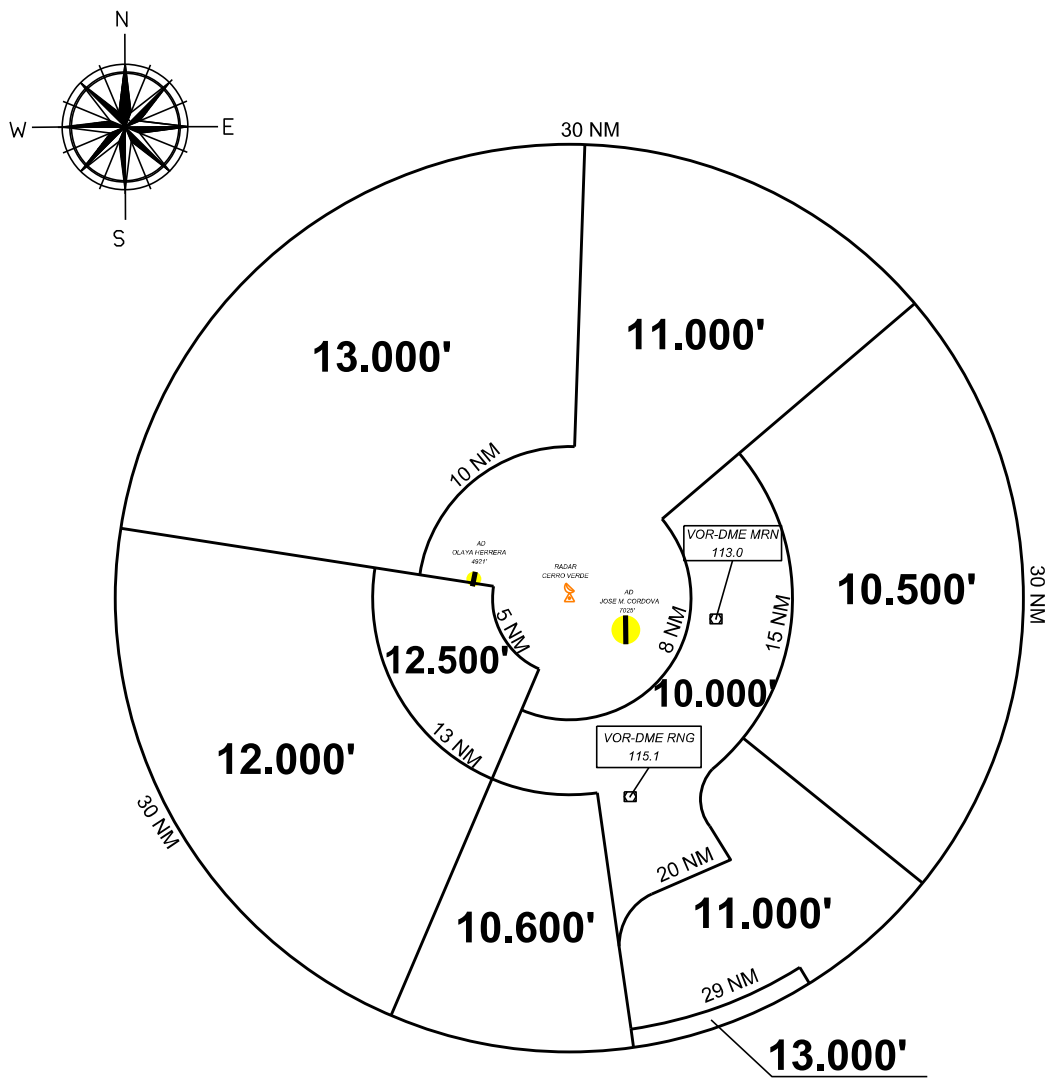 N
W
E
S
30 NM
13.000'
11.000'
10 NM
AD
OLAYA HERRERA
4921'
RADAR
CERRO VERDE
AD
JOSE M. CORDOVA
7025'
VOR-DME MRN
113.0
10.500'
30 NM
5 NM
8 NM
15 NM
12.500'
10.000'
13 NM
VOR-DME RNG
115.1
12.000'
30 NM
20 NM
10.600'
11.000'
29 NM
13.000'